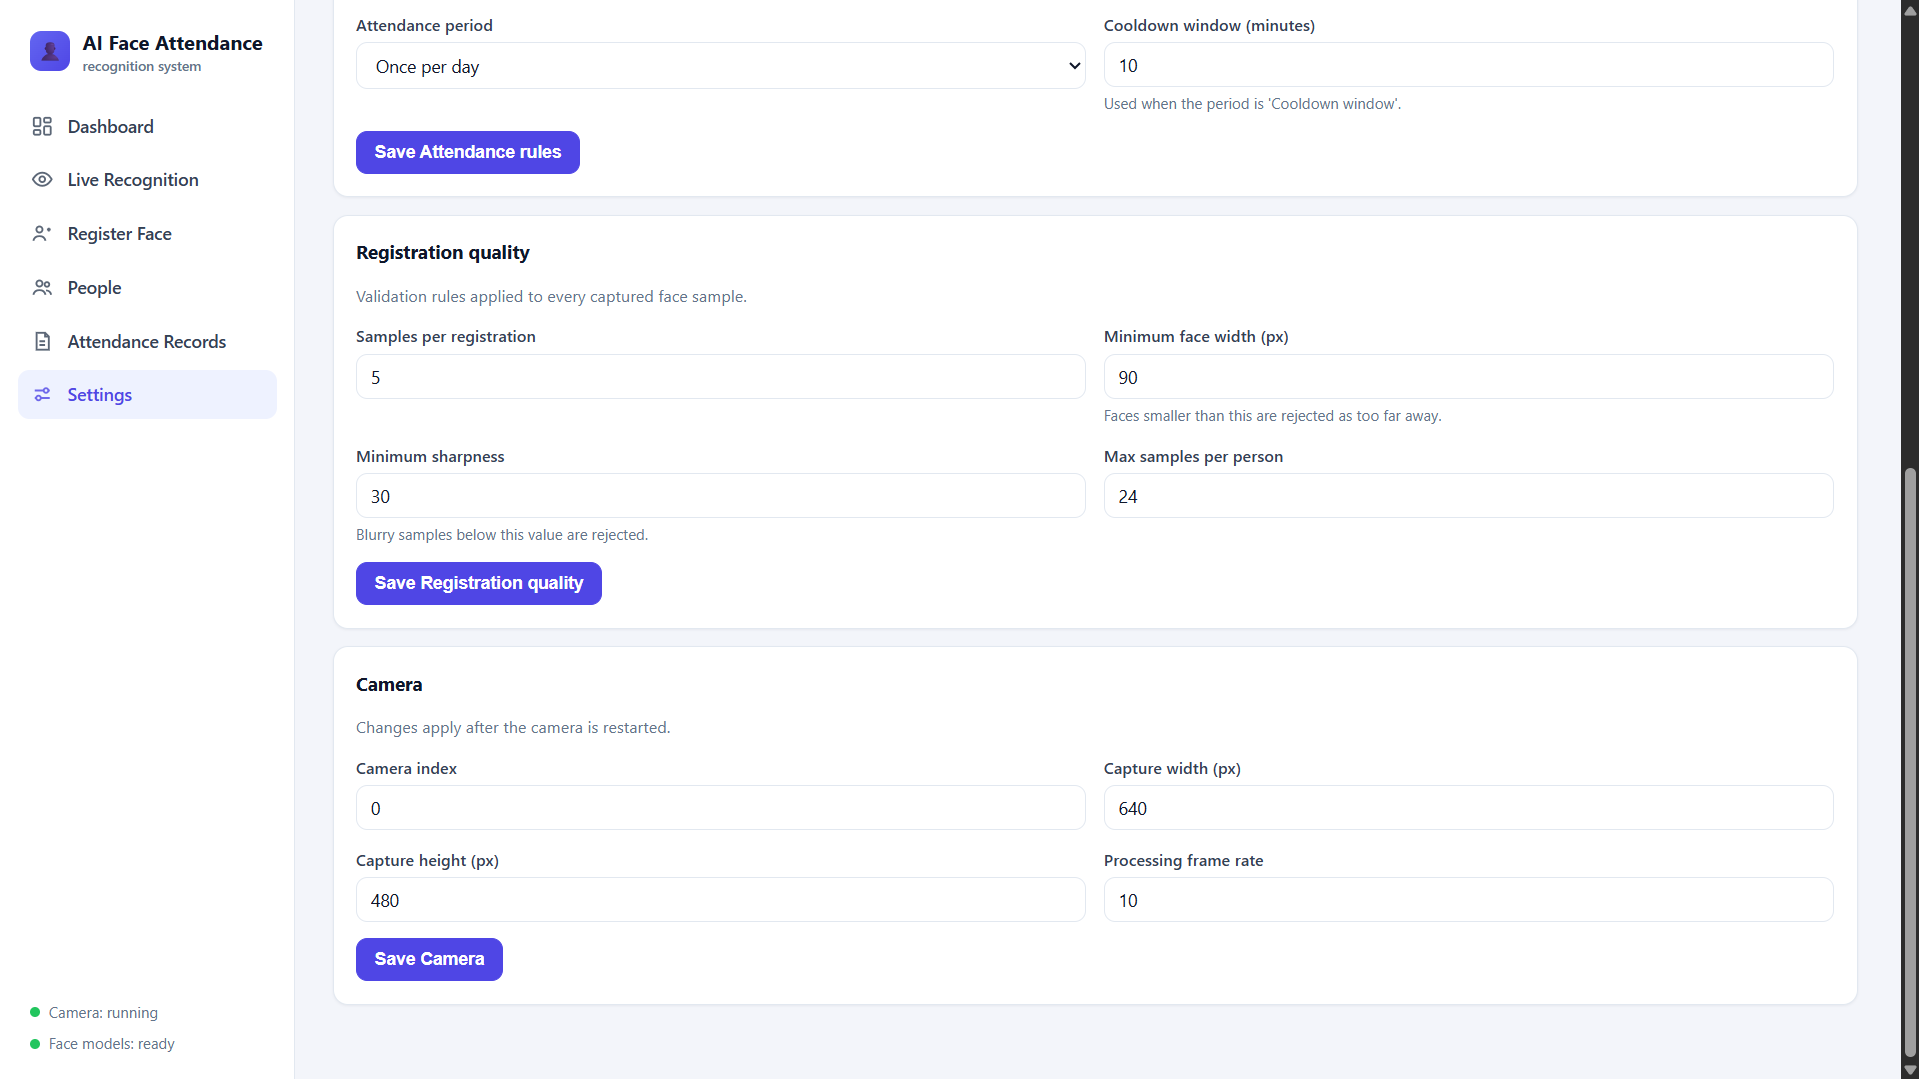 AI Face Attendance
recognition system
Dashboard
Live Recognition
Register Face
People
Attendance Records
Settings
Camera: running
Face models: ready
Attendance period
Once per day
Cooldown window (minutes)
10
Used when the period is 'Cooldown window'.
Save Attendance rules
Registration quality
Validation rules applied to every captured face sample.
Samples per registration
5
Minimum face width (px)
90
Faces smaller than this are rejected as too far away.
Minimum sharpness
30
Blurry samples below this value are rejected.
Max samples per person
24
Save Registration quality
Camera
Changes apply after the camera is restarted.
Camera index
0
Capture width (px)
640
Capture height (px)
480
Processing frame rate
10
Save Camera